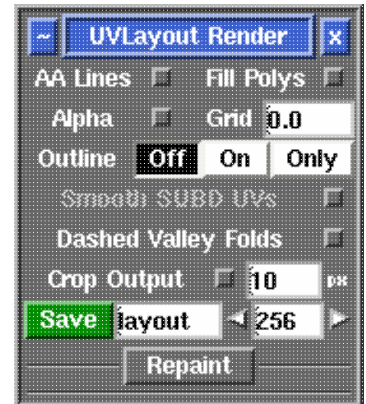 ~ UVLayout Render x
AA Lines Fill Polys
Alpha Grid 0.0
Outline Off On Only
Smooth SUBD UVs
Dashed Valley Folds
Crop Output 10 px
Save layout 256
Repaint